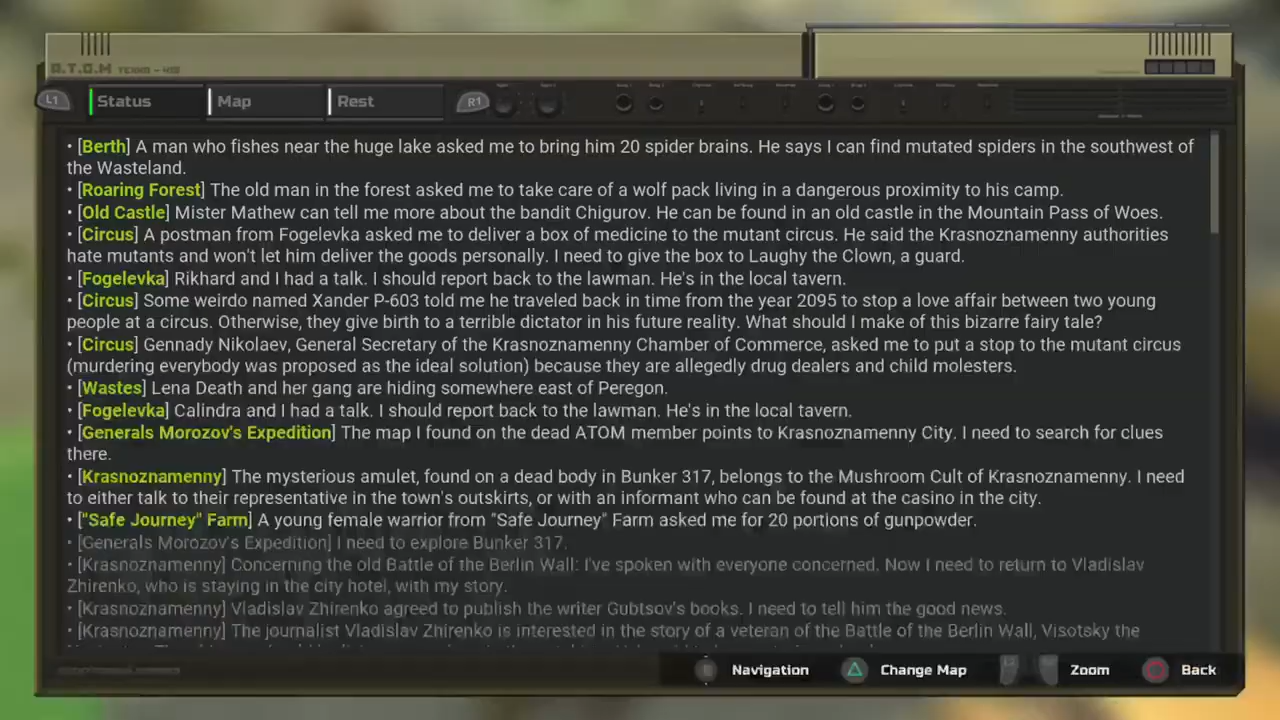 A.T.O.M
L1
Status
Map
Rest
R1
• [Berth] A man who fishes near the huge lake asked me to bring him 20 spider brains. He says I can find mutated spiders in the southwest of
the Wasteland.
• [Roaring Forest] The old man in the forest asked me to take care of a wolf pack living in a dangerous proximity to his camp.
• [Old Castle] Mister Mathew can tell me more about the bandit Chigurov. He can be found in an old castle in the Mountain Pass of Woes.
• [Circus] A postman from Fogelevka asked me to deliver a box of medicine to the mutant circus. He said the Krasnoznamenny authorities
hate mutants and won't let him deliver the goods personally. I need to give the box to Laughy the Clown, a guard.
• [Fogelevka] Rikhard and I had a talk. I should report back to the lawman. He's in the local tavern.
• [Circus] Some weirdo named Xander P-603 told me he traveled back in time from the year 2095 to stop a love affair between two young
people at a circus. Otherwise, they give birth to a terrible dictator in his future reality. What should I make of this bizarre fairy tale?
• [Circus] Gennady Nikolaev, General Secretary of the Krasnoznamenny Chamber of Commerce, asked me to put a stop to the mutant circus
(murdering everybody was proposed as the ideal solution) because they are allegedly drug dealers and child molesters.
• [Wastes] Lena Death and her gang are hiding somewhere east of Peregon.
• [Fogelevka] Calindra and I had a talk. I should report back to the lawman. He's in the local tavern.
• [Generals Morozov's Expedition] The map I found on the dead ATOM member points to Krasnoznamenny City. I need to search for clues
there.
• [Krasnoznamenny] The mysterious amulet, found on a dead body in Bunker 317, belongs to the Mushroom Cult of Krasnoznamenny. I need
to either talk to their representative in the town's outskirts, or with an informant who can be found at the casino in the city.
• ["Safe Journey" Farm] A young female warrior from "Safe Journey" Farm asked me for 20 portions of gunpowder.
• [Generals Morozov's Expedition] I need to explore Bunker 317.
• [Krasnoznamenny] Concerning the old Battle of the Berlin Wall: I've spoken with everyone concerned. Now I need to return to Vladislav
Zhirenko, who is staying in the city hotel, with my story.
• [Krasnoznamenny] Vladislav Zhirenko agreed to publish the writer Gubtsov's books. I need to tell him the good news.
• [Krasnoznamenny] The journalist Vladislav Zhirenko is interested in the story of a veteran of the Battle of the Berlin Wall, Visotsky the
Navigation
Change Map
Zoom
Back